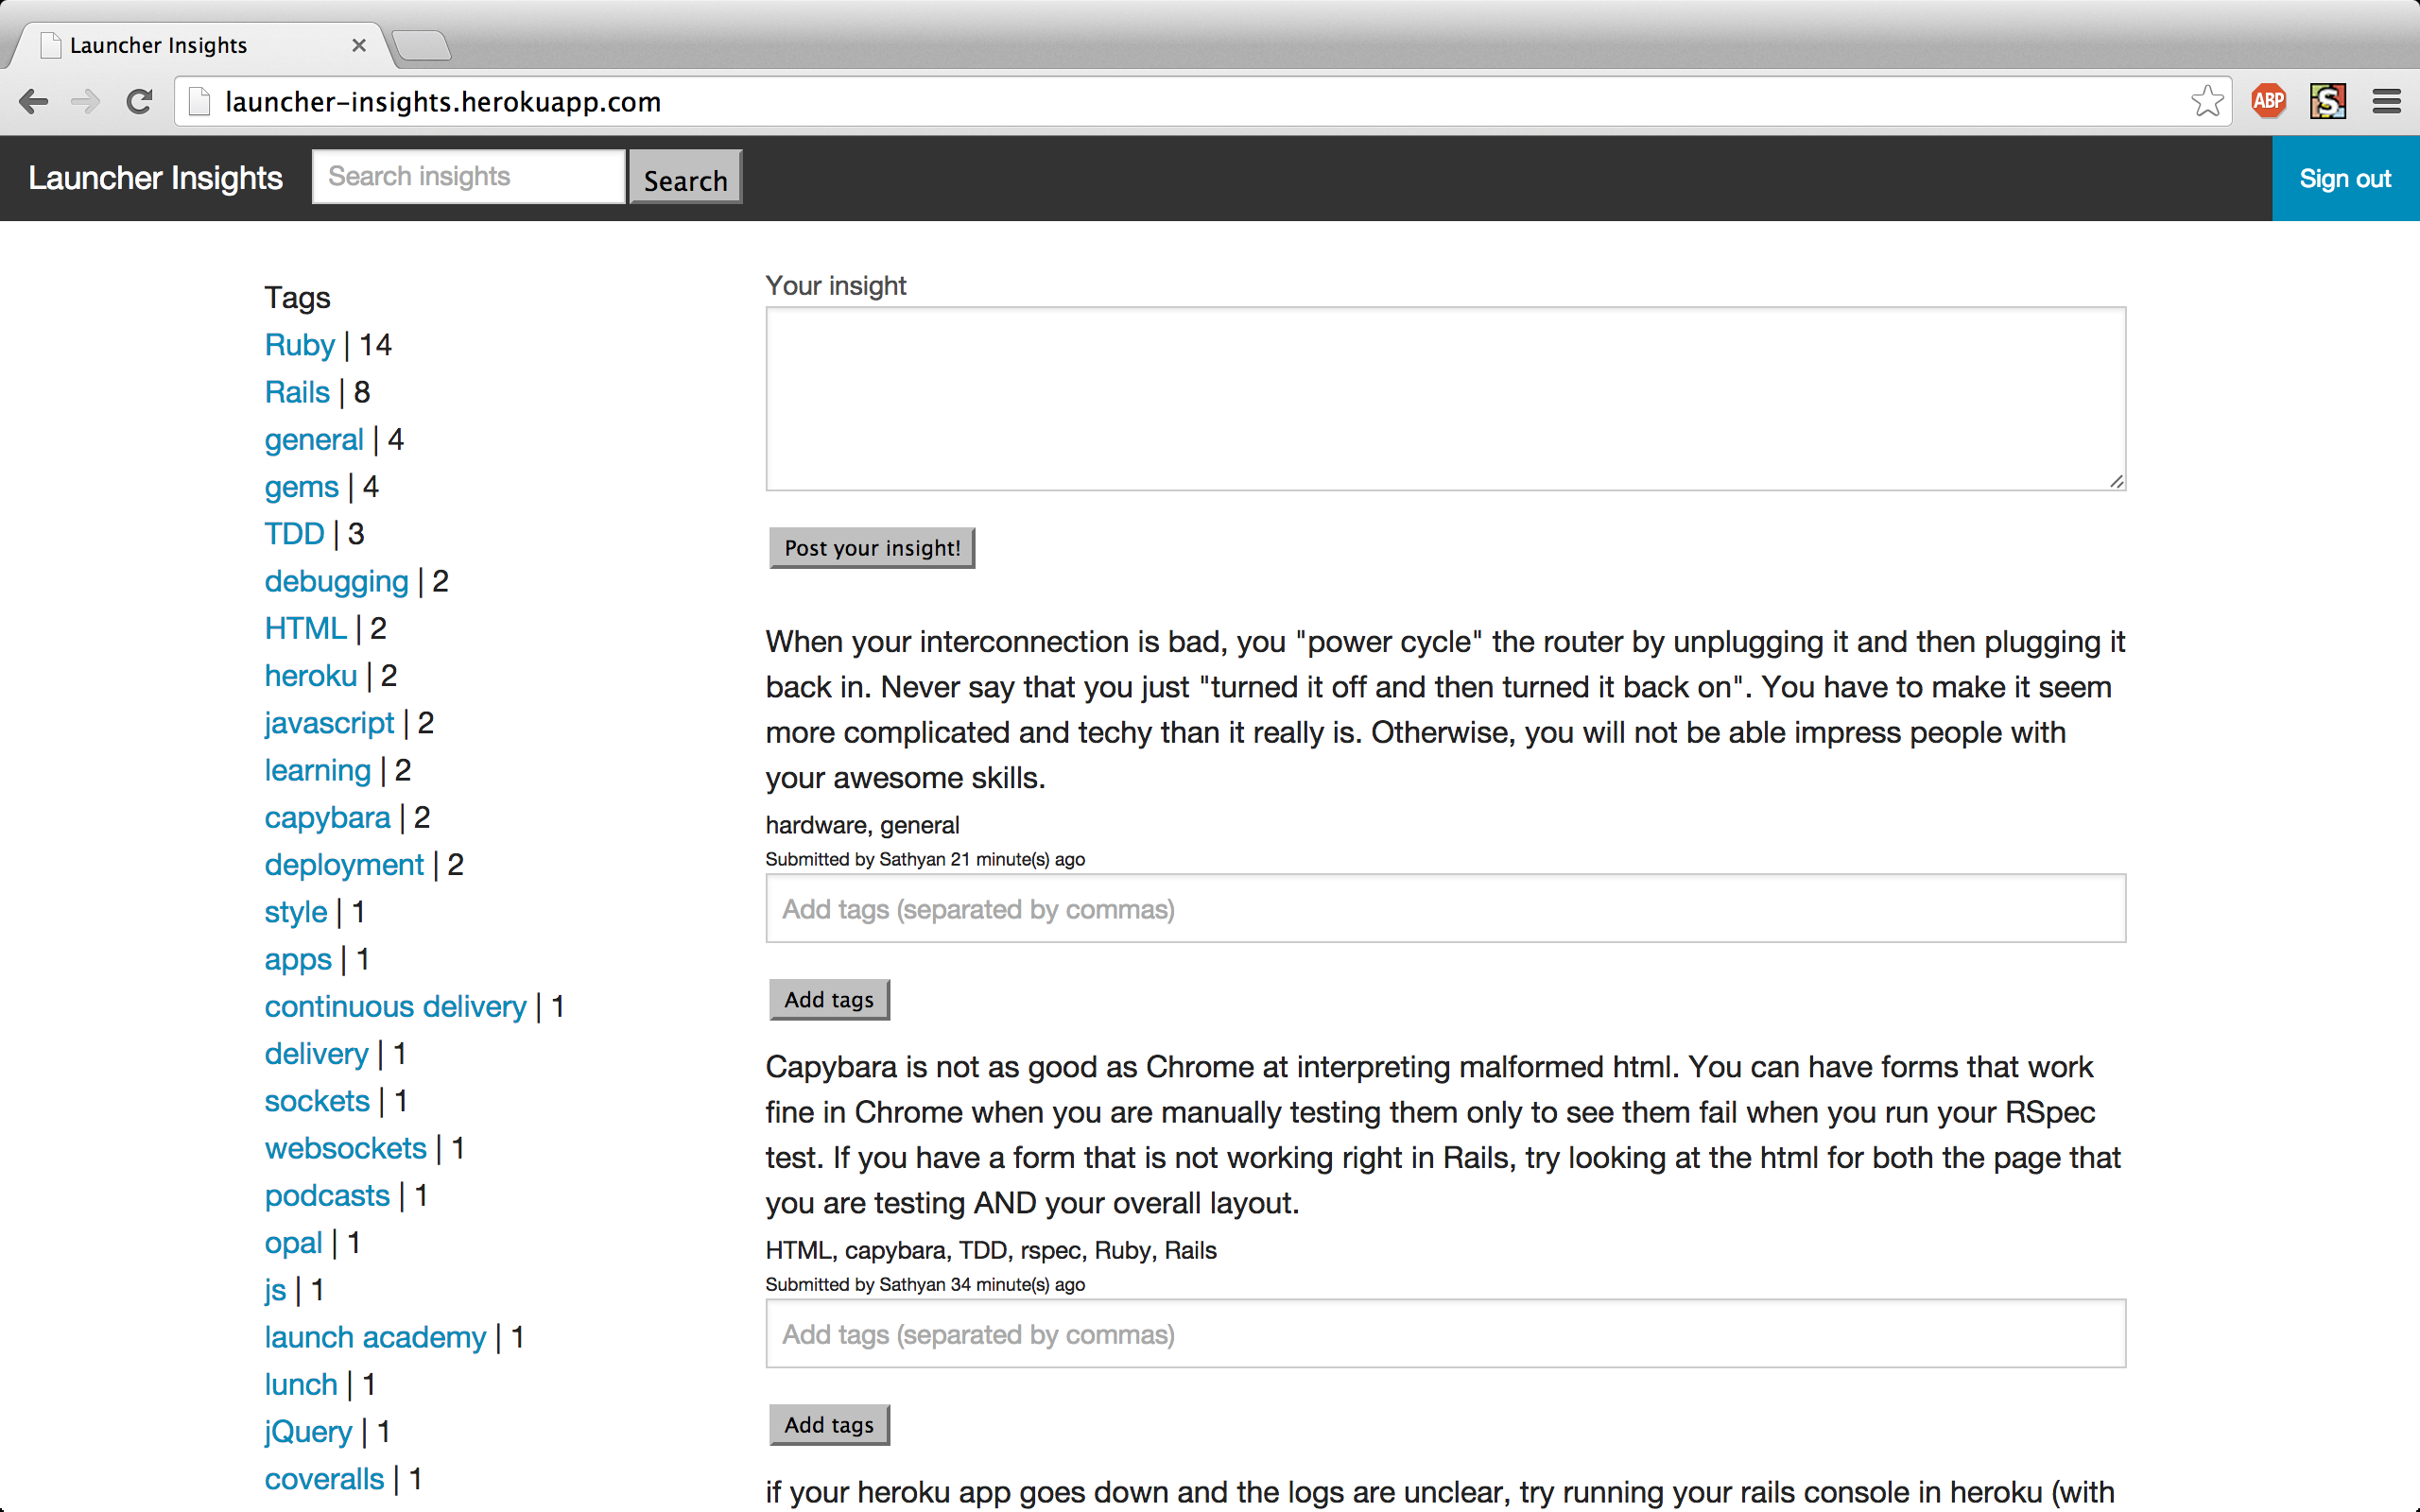 Launcher Insights
launcher-insights.herokuapp.com
ABP
S
Launcher Insights
Search insights
Search
Sign out
Tags
Ruby | 14
Rails | 8
general | 4
gems | 4
TDD | 3
debugging | 2
HTML | 2
heroku | 2
javascript | 2
learning | 2
capybara | 2
deployment | 2
style | 1
apps | 1
continuous delivery | 1
delivery | 1
sockets | 1
websockets | 1
podcasts | 1
opal | 1
js | 1
launch academy | 1
lunch | 1
jQuery | 1
coveralls | 1
Your insight
Post your insight!
When your interconnection is bad, you "power cycle" the router by unplugging it and then plugging it
back in. Never say that you just "turned it off and then turned it back on". You have to make it seem
more complicated and techy than it really is. Otherwise, you will not be able impress people with
your awesome skills.
hardware, general
Submitted by Sathyan 21 minute(s) ago
Add tags (separated by commas)
Add tags
Capybara is not as good as Chrome at interpreting malformed html. You can have forms that work
fine in Chrome when you are manually testing them only to see them fail when you run your RSpec
test. If you have a form that is not working right in Rails, try looking at the html for both the page that
you are testing AND your overall layout.
HTML, capybara, TDD, rspec, Ruby, Rails
Submitted by Sathyan 34 minute(s) ago
Add tags (separated by commas)
Add tags
if your heroku app goes down and the logs are unclear, try running your rails console in heroku (with